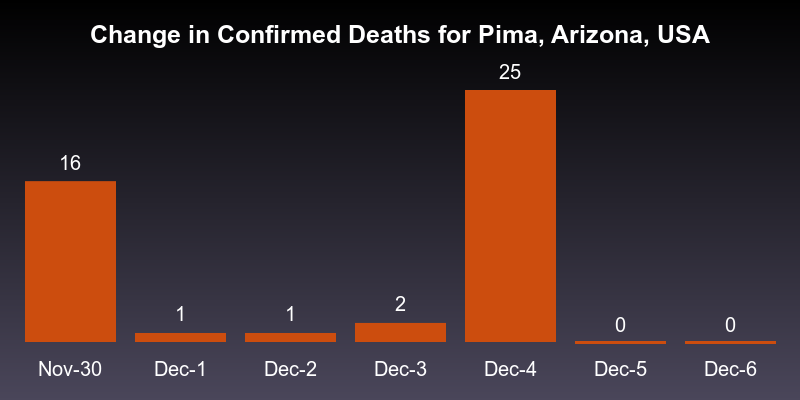 Change in Confirmed Deaths for Pima, Arizona, USA
25
16
2
1
1
0
0
Nov-30
Dec-1
Dec-2
Dec-3
Dec-4
Dec-5
Dec-6